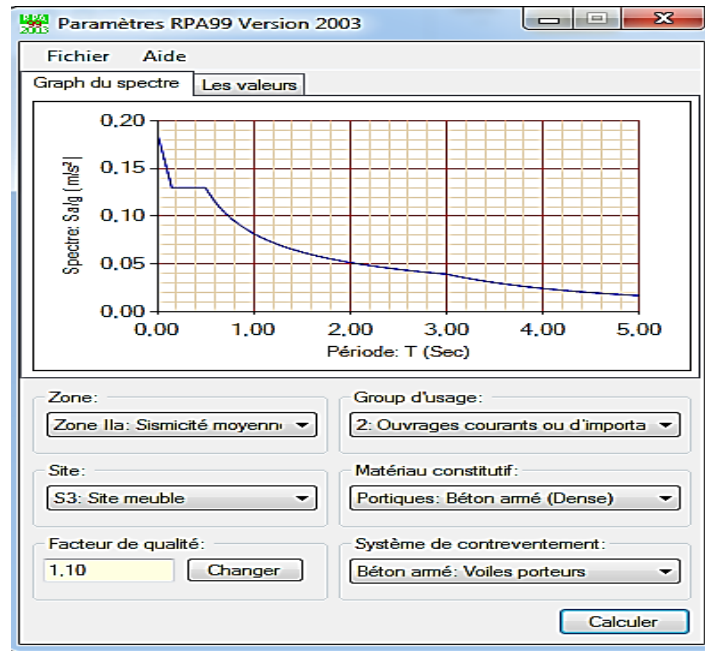 RPA 99 2003 Paramètres RPA99 Version 2003
Fichier Aide
Graph du spectre Les valeurs
0,20
0,15
0,10
0,05
0,00
Spectre: Sa/g ( m/s²)
0,00 1,00 2,00 3,00 4,00 5,00
Période: T (Sec)
Zone: Group d'usage:
Zone IIa: Sismicité moyenn 2: Ouvrages courants ou d'importa
Site: Matériau constitutif:
S3: Site meuble Portiques: Béton armé (Dense)
Facteur de qualité: Système de contreventement:
1,10 Changer Béton armé: Voiles porteurs
Calculer